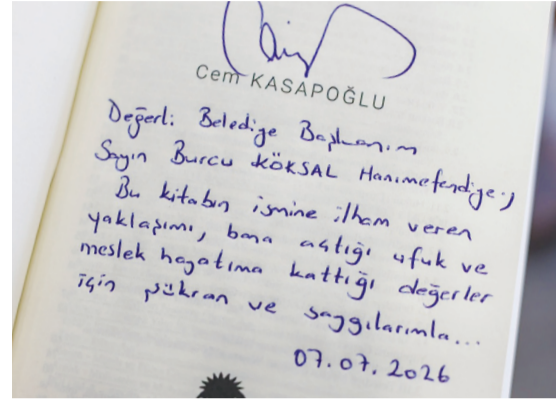 Cem KASAPOĞLU
Değerli Belediye Başkanım
Sayın Burcu KÖKSAL Hanımefendiye,
Bu kitabın ismine ilham veren
yaklaşımı, bana açtığı ufuk ve
meslek hayatıma kattığı değerler
için şükran ve saygılarımla...
07.07.2026